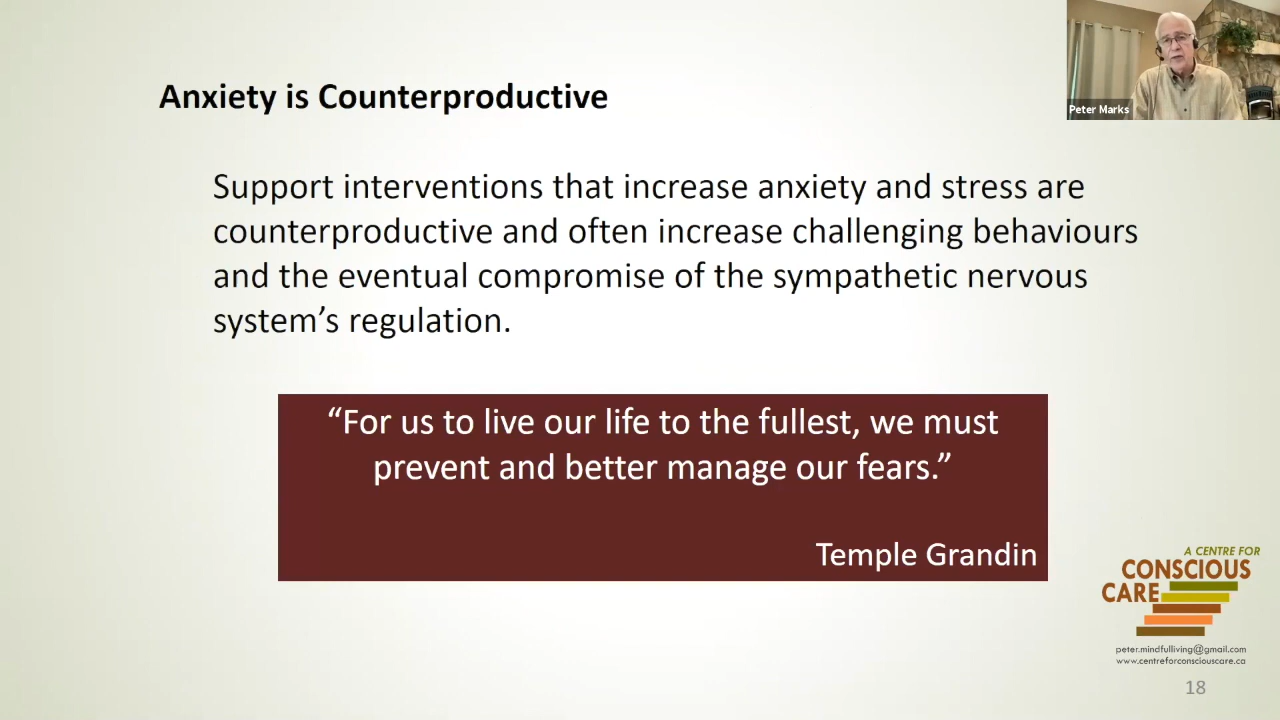 Peter Marks
Anxiety is Counterproductive
Support interventions that increase anxiety and stress are
counterproductive and often increase challenging behaviours
and the eventual compromise of the sympathetic nervous
system’s regulation.
“For us to live our life to the fullest, we must
prevent and better manage our fears.”
Temple Grandin
A CENTRE FOR
CONSCIOUS
CARE
peter.mindfulliving@gmail.com
www.centreforconsciouscare.ca
18